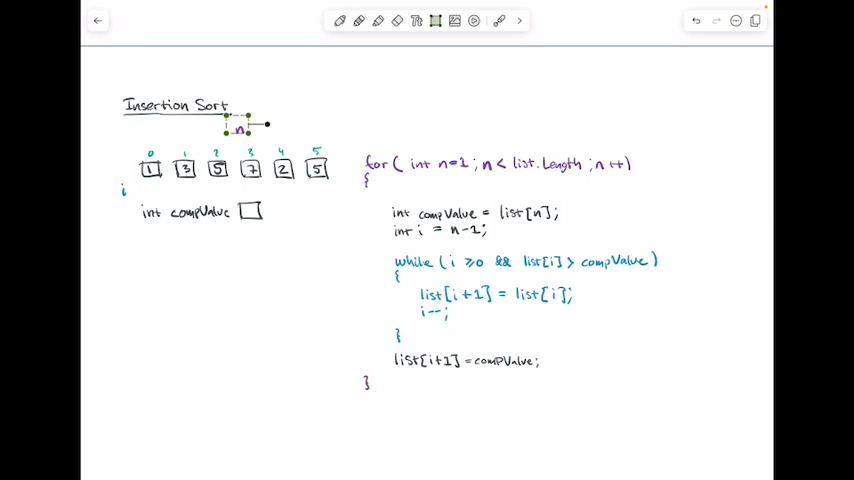 Insertion Sort
n
0 1 2 3 4 5
1 3 5 7 2 5
i
int compValue
for( int n=1; n < list.Length; n++)
{
int compValue = list[n];
int i = n-1;
while( i ≥0 && list[i] > compValue )
{
list[i+1] = list[i];
i--;
}
list[i+1] = compValue;
}